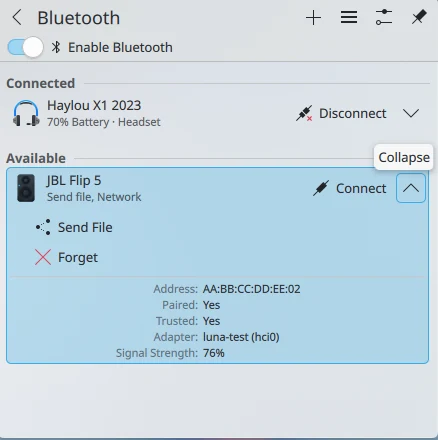 Bluetooth
Enable Bluetooth
Connected
Haylou X1 2023
70% Battery · Headset
Disconnect
Available
Collapse
JBL Flip 5
Send file, Network
Connect
Send File
Forget
Address: AA:BB:CC:DD:EE:02
Paired: Yes
Trusted: Yes
Adapter: luna-test (hci0)
Signal Strength: 76%